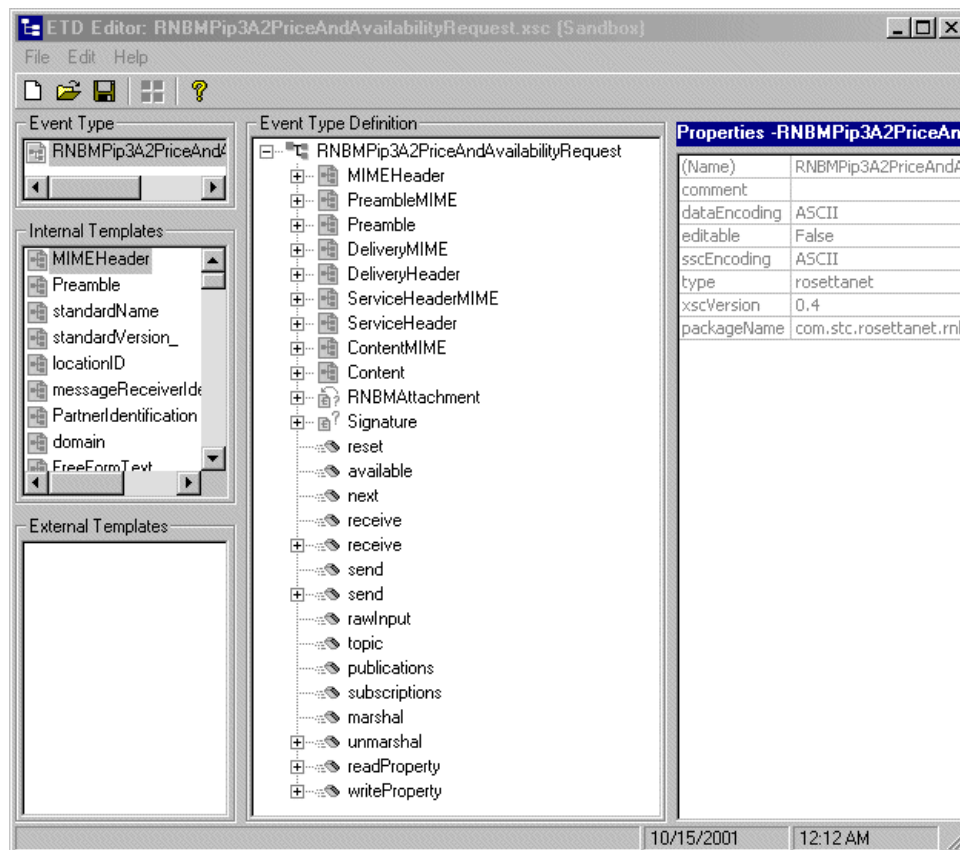 ETD Editor: RNBMPip3A2PriceAndAvailabilityRequest.xsc (Sandbox)
File Edit Help
Event Type
RNBMPip3A2PriceAnd
Internal Templates
MIMEHeader
Preamble
standardName
standardVersion_
locationID
messageReceiverIde
PartnerIdentification
domain
FreeFormText
External Templates
Event Type Definition
RNBMPip3A2PriceAndAvailabilityRequest
MIMEHeader
PreambleMIME
Preamble
DeliveryMIME
DeliveryHeader
ServiceHeaderMIME
ServiceHeader
ContentMIME
Content
RNBMAttachment
Signature
reset
available
next
receive
receive
send
send
rawInput
topic
publications
subscriptions
marshal
unmarshal
readProperty
writeProperty
Properties -RNBMPip3A2PriceAn
(Name) RNBMPip3A2PriceAndA
comment
dataEncoding ASCII
editable False
sscEncoding ASCII
type rosettanet
xscVersion 0.4
packageName com.stc.rosettanet.rn
10/15/2001 12:12 AM